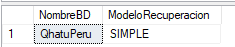 NombreBD ModeloRecuperacion
1 QhatuPeru SIMPLE